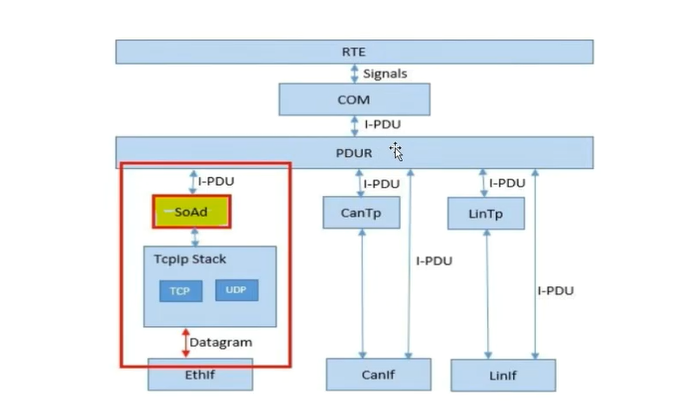 RTE
Signals
COM
I-PDU
PDUR
I-PDU
I-PDU
I-PDU
SoAd
CanTp
LinTp
TcpIp Stack
I-PDU
TCP
UDP
I-PDU
Datagram
EthIf
CanIf
LinIf